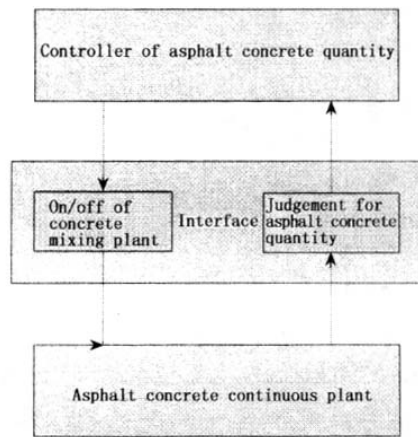 Controller of asphalt concrete quantity
On/off of
concrete
mixing plant
Interface
Judgement for
asphalt concrete
quantity
Asphalt concrete continuous plant